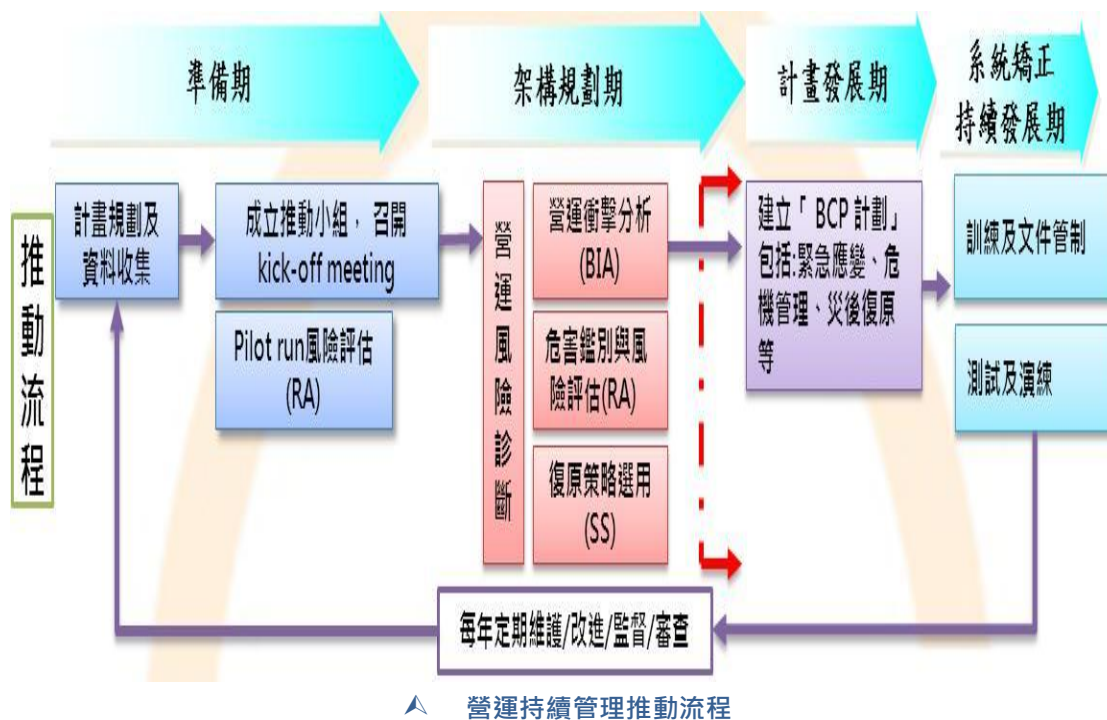 準備期
架構規劃期
計畫發展期
系統矯正
持續發展期
推動流程
計畫規劃及
資料收集
成立推動小組，召開
kick-off meeting
Pilot run風險評估
(RA)
營運風險診斷
營運衝擊分析
(BIA)
危害鑑別與風
險評估(RA)
復原策略選用
(SS)
建立「 BCP 計劃」
包括:緊急應變、危
機管理、災後復原
等
訓練及文件管制
測試及演練
每年定期維護/改進/監督/審查
營運持續管理推動流程